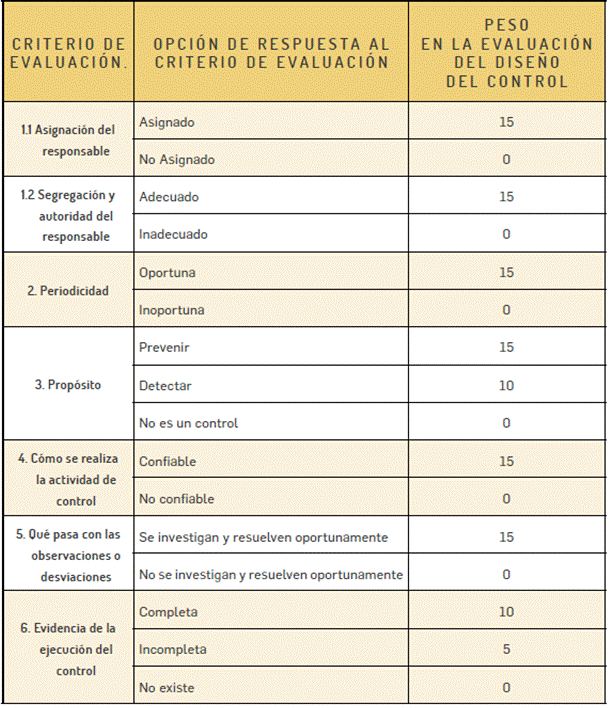 CRITERIO DE
EVALUACIÓN.
OPCIÓN DE RESPUESTA AL
CRITERIO DE EVALUACIÓN
PESO
EN LA EVALUACIÓN
DEL DISEÑO
DEL CONTROL
1.1 Asignación del
responsable
Asignado 15
No Asignado 0
1.2 Segregación y
autoridad del
responsable
Adecuado 15
Inadecuado 0
2. Periodicidad
Oportuna 15
Inoportuna 0
3. Propósito
Prevenir 15
Detectar 10
No es un control 0
4. Cómo se realiza
la actividad de
control
Confiable 15
No confiable 0
5. Qué pasa con las
observaciones o
desviaciones
Se investigan y resuelven oportunamente 15
No se investigan y resuelven oportunamente 0
6. Evidencia de la
ejecución del
control
Completa 10
Incompleta 5
No existe 0